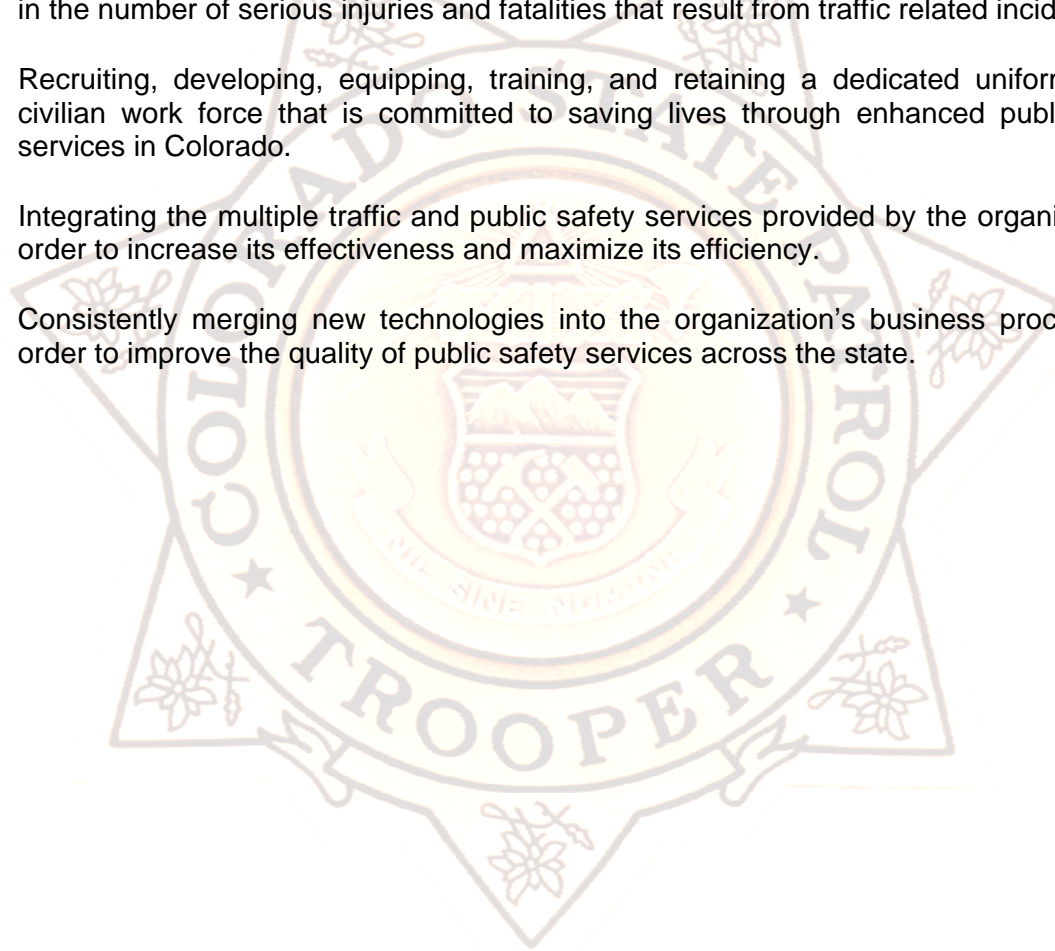 in the number of serious injuries and fatalities that result from traffic related incid
Recruiting, developing, equipping, training, and retaining a dedicated uniform
civilian work force that is committed to saving lives through enhanced publ
services in Colorado.
Integrating the multiple traffic and public safety services provided by the organi
order to increase its effectiveness and maximize its efficiency.
Consistently merging new technologies into the organization’s business proc
order to improve the quality of public safety services across the state.
COLORADO STATE PATROL
NIL SINE NUMINE
TROOPER